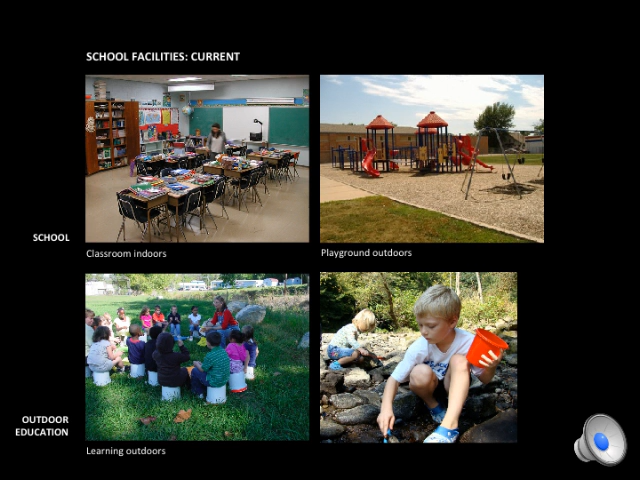 SCHOOL FACILITIES: CURRENT
SCHOOL
Classroom indoors
Playground outdoors
OUTDOOR
EDUCATION
Learning outdoors